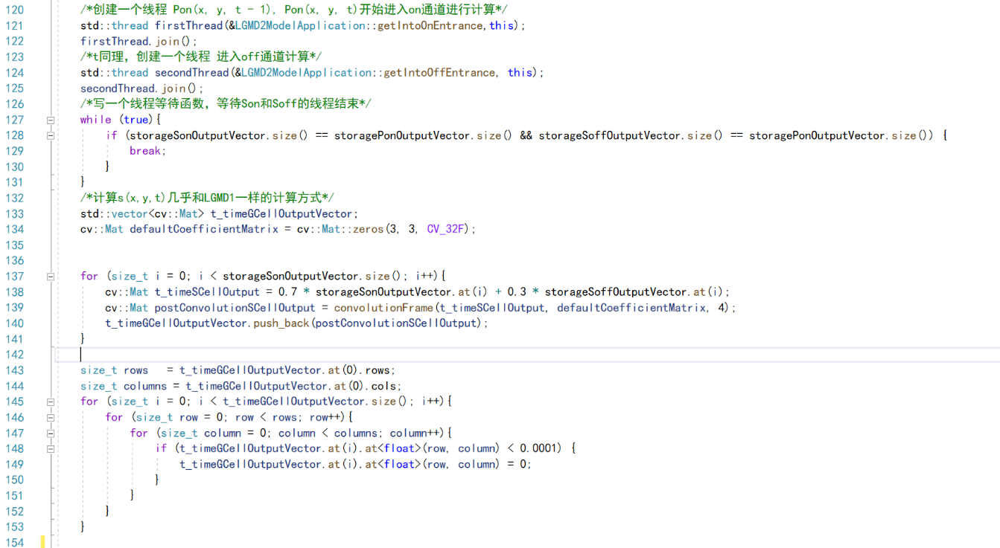 120 /*创建一个线程 Pon(x, y, t - 1), Pon(x, y, t)开始进入on通道进行计算*/
121 std::thread firstThread(&LGMD2ModelApplication::getIntoOnEntrance,this);
122 firstThread.join();
123 /*t同理，创建一个线程 进入off通道计算*/
124 std::thread secondThread(&LGMD2ModelApplication::getIntoOffEntrance, this);
125 secondThread.join();
126 /*写一个线程等待函数，等待Son和Soff的线程结束*/
127 while (true){
128 if (storageSonOutputVector.size() == storagePonOutputVector.size() && storageSoffOutputVector.size() == storagePonOutputVector.size()) {
129 break;
130 }
131 }
132 /*计算s(x,y,t)几乎和LGMD1一样的计算方式*/
133 std::vector<cv::Mat> t_timeGCellOutputVector;
134 cv::Mat defaultCoefficientMatrix = cv::Mat::zeros(3, 3, CV_32F);
135
136
137 for (size_t i = 0; i < storageSonOutputVector.size(); i++){
138 cv::Mat t_timeSCellOutput = 0.7 * storageSonOutputVector.at(i) + 0.3 * storageSoffOutputVector.at(i);
139 cv::Mat postConvolutionSCellOutput = convolutionFrame(t_timeSCellOutput, defaultCoefficientMatrix, 4);
140 t_timeGCellOutputVector.push_back(postConvolutionSCellOutput);
141 }
142
143 size_t rows = t_timeGCellOutputVector.at(0).rows;
144 size_t columns = t_timeGCellOutputVector.at(0).cols;
145 for (size_t i = 0; i < t_timeGCellOutputVector.size(); i++){
146 for (size_t row = 0; row < rows; row++){
147 for (size_t column = 0; column < columns; column++){
148 if (t_timeGCellOutputVector.at(i).at<float>(row, column) < 0.0001) {
149 t_timeGCellOutputVector.at(i).at<float>(row, column) = 0;
150 }
151 }
152 }
153 }
154